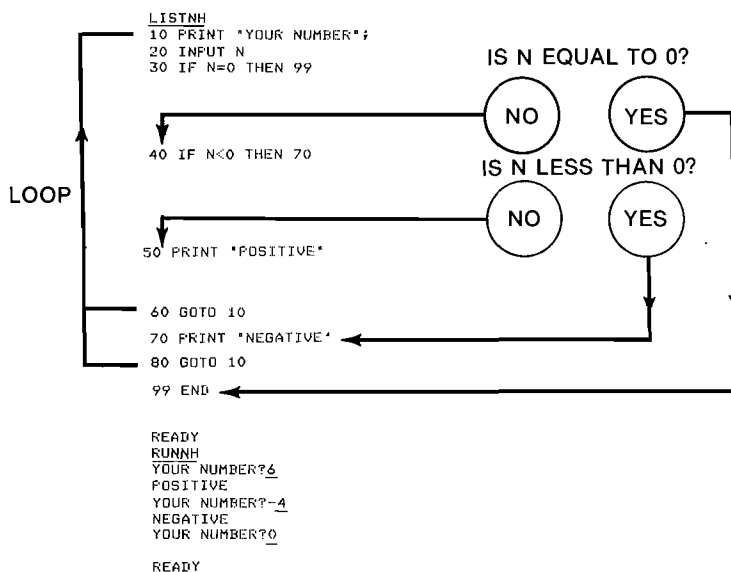 LISTNH
10 PRINT "YOUR NUMBER";
20 INPUT N
30 IF N=0 THEN 99
IS N EQUAL TO 0?
NO
YES
40 IF N<0 THEN 70
IS N LESS THAN 0?
LOOP
NO
YES
50 PRINT "POSITIVE"
60 GOTO 10
70 PRINT "NEGATIVE"
80 GOTO 10
99 END
READY
RUNNH
YOUR NUMBER?6
POSITIVE
YOUR NUMBER?-4
NEGATIVE
YOUR NUMBER?0
READY